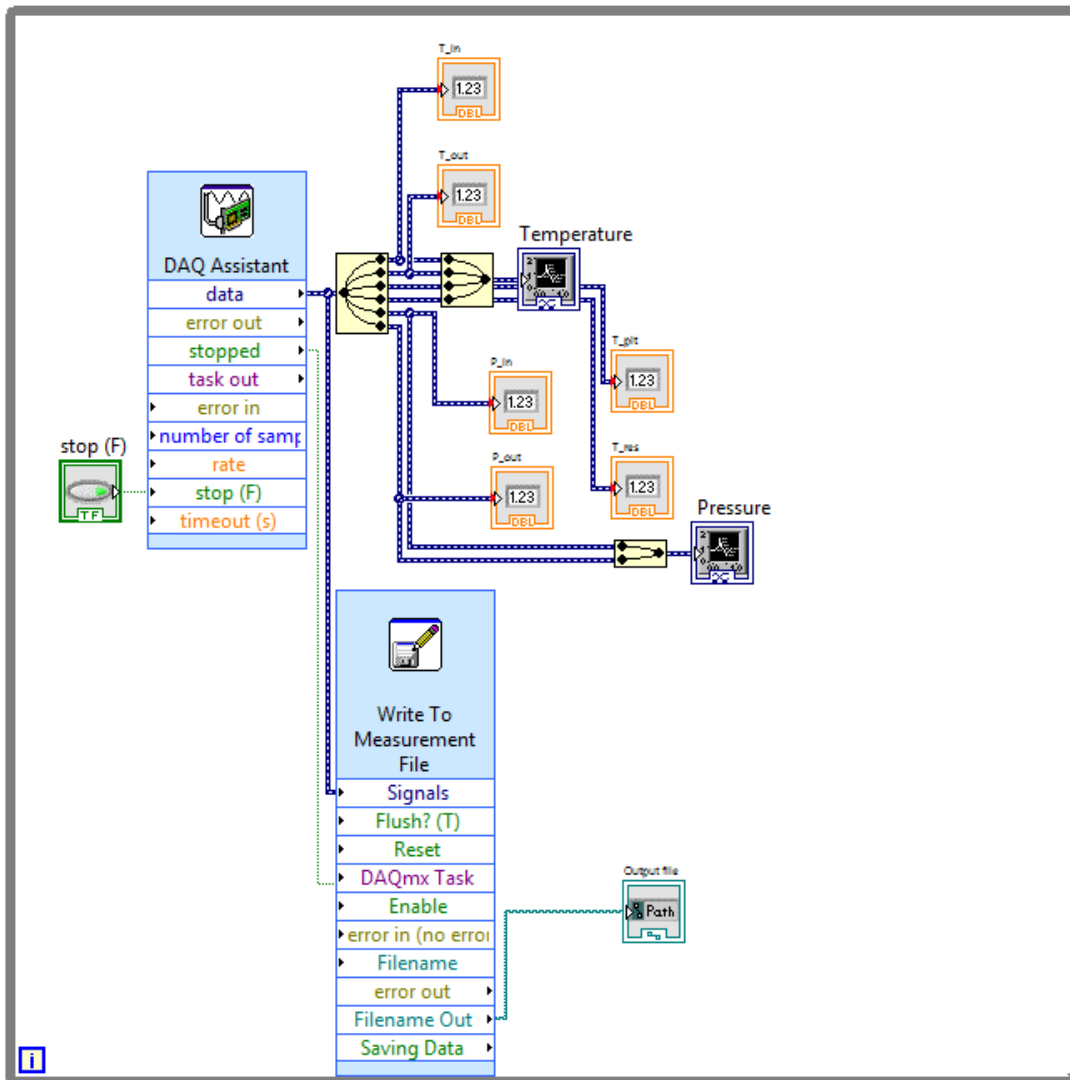 T_in
1.23
DBL
T_out
1.23
DBL
DAQ Assistant
data
error out
stopped
task out
error in
number of samp
rate
stop (F)
timeout (s)
stop (F)
TF
Temperature
P_in
1.23
DBL
P_out
1.23
DBL
T_plt
1.23
DBL
T_res
1.23
DBL
Pressure
Write To
Measurement
File
Signals
Flush? (T)
Reset
DAQmx Task
Enable
error in (no erro
Filename
error out
Filename Out
Saving Data
Output file
Path
i